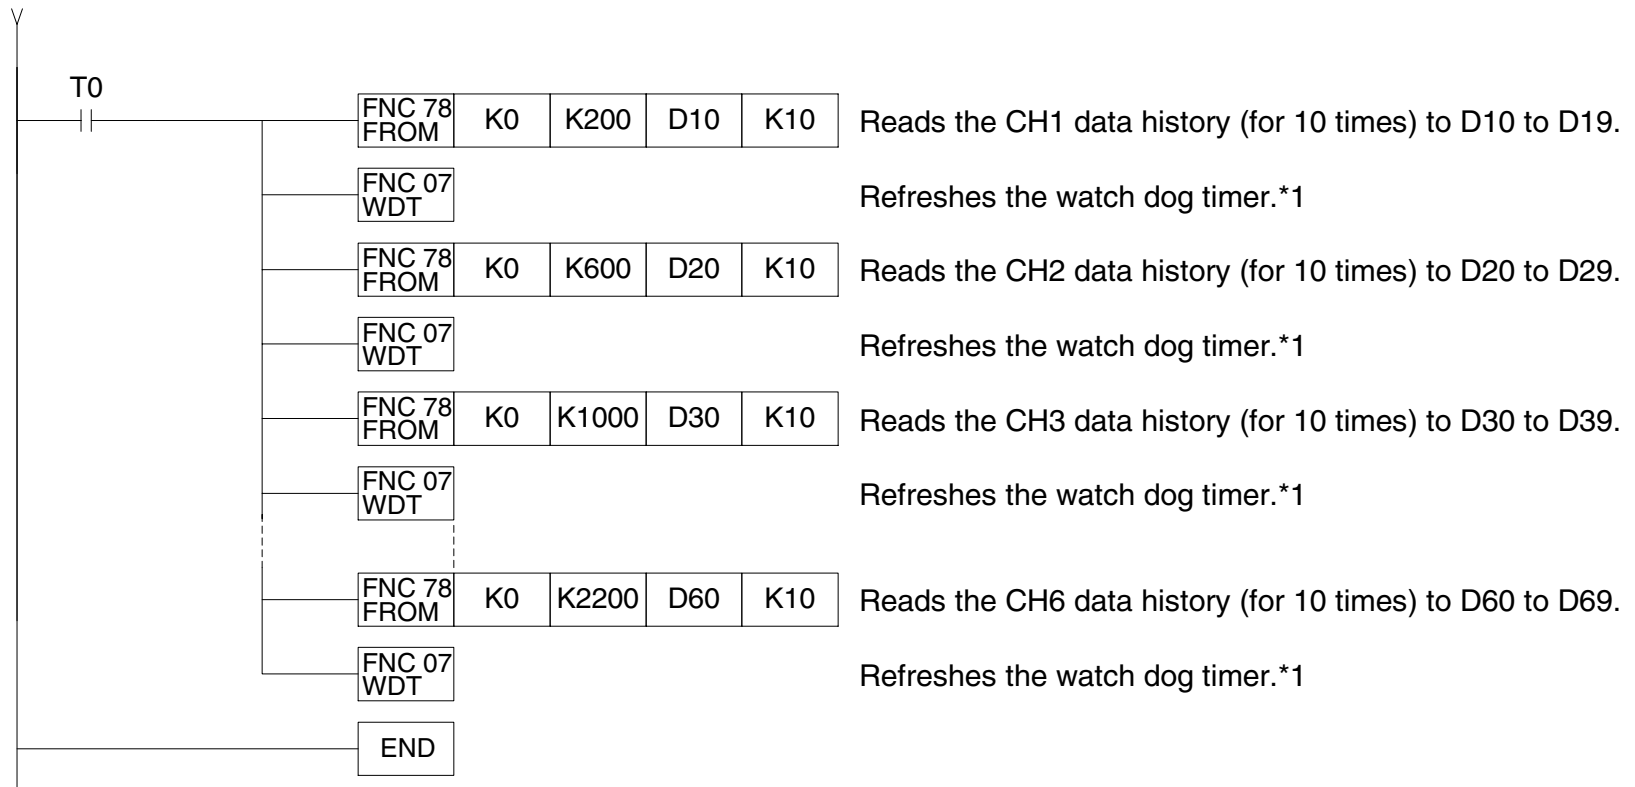 T0
FNC 78 FROM K0 K200 D10 K10 Reads the CH1 data history (for 10 times) to D10 to D19.
FNC 07 WDT Refreshes the watch dog timer.*1
FNC 78 FROM K0 K600 D20 K10 Reads the CH2 data history (for 10 times) to D20 to D29.
FNC 07 WDT Refreshes the watch dog timer.*1
FNC 78 FROM K0 K1000 D30 K10 Reads the CH3 data history (for 10 times) to D30 to D39.
FNC 07 WDT Refreshes the watch dog timer.*1
FNC 78 FROM K0 K2200 D60 K10 Reads the CH6 data history (for 10 times) to D60 to D69.
FNC 07 WDT Refreshes the watch dog timer.*1
END